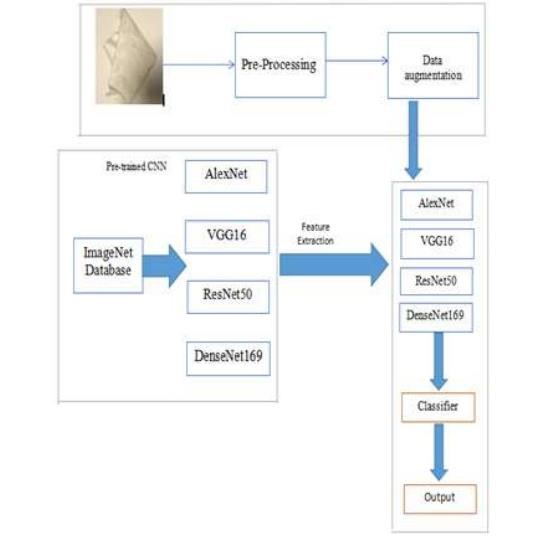 Pre-Processing
Data
augmentation
Pre-trained CNN
AlexNet
VGG16
ResNet50
DenseNet169
ImageNet
Database
Feature
Extraction
AlexNet
VGG16
ResNet50
DenseNet169
Classifier
Output